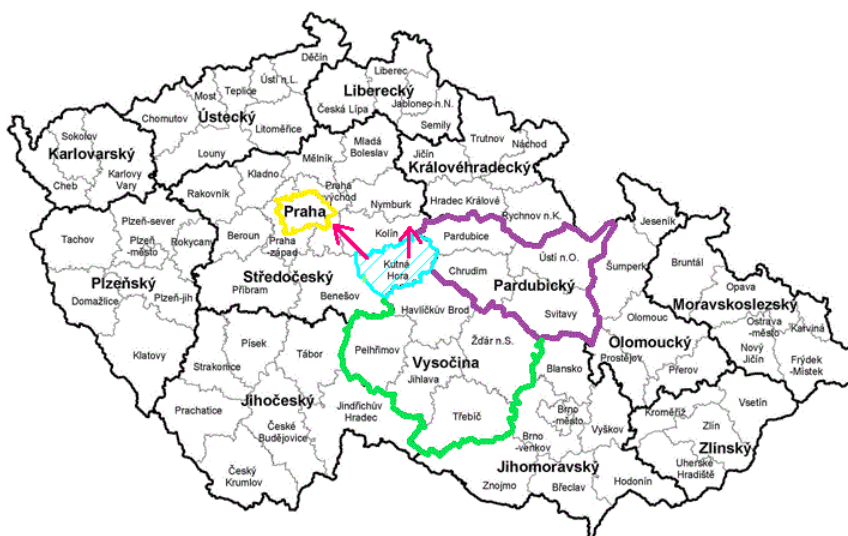 Děčín
Liberec
Ústí n.L.
Teplice
Most
Liberecký
Chomutov
Česká Lípa
Jablonec n.N.
Ústecký
Litoměřice
Semily
Sokolov
Trutnov
Náchod
Karlovarský
Louny
Mělník
Mladá
Boleslav
Jičín
Královéhradecký
Cheb
Karlovy
Vary
Kladno
Rakovník
Praha
-východ
Nymburk
Hradec Králové
Rychnov n.K.
Praha
Plzeň-sever
Jeseník
Tachov
Plzeň
-město
Rokycany
Beroun
Praha
-západ
Kolín
Pardubice
Ústí n.O.
Šumperk
Bruntál
Kutná
Hora
Chrudim
Středočeský
Pardubický
Opava
Plzeňský
Příbram
Benešov
Moravskoslezský
Domažlice
Plzeň-jih
Havlíčkův Brod
Svitavy
Olomouc
Ostrava
-město
Karviná
Písek
Žďár n.S.
Olomoucký
Nový
Jičín
Klatovy
Strakonice
Tábor
Pelhřimov
Vysočina
Prostějov
Přerov
Frýdek
-Místek
Jihlava
Blansko
Vsetín
Prachatice
Jihočeský
Jindřichův
Hradec
Třebíč
Brno
-město
Kroměříž
České
Budějovice
Vyškov
Zlín
Brno
-venkov
Zlínský
Český
Krumlov
Jihomoravský
Uherské
Hradiště
Znojmo
Břeclav
Hodonín